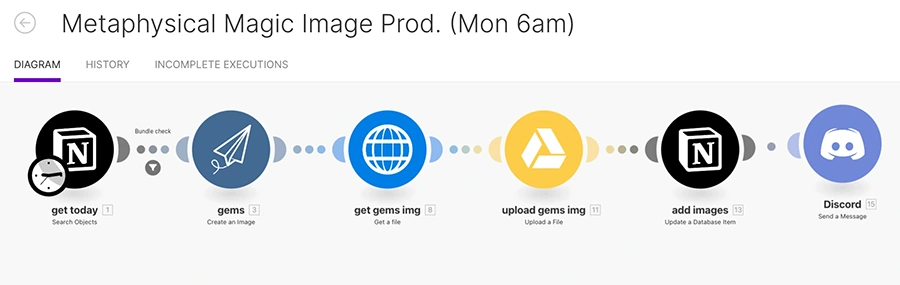 Metaphysical Magic Image Prod. (Mon 6am)
DIAGRAM HISTORY INCOMPLETE EXECUTIONS
Bundle check
N
N
get today 1
Search Objects
gems 3
Create an Image
get gems img 8
Get a file
upload gems img 11
Upload a File
add images 13
Update a Database Item
Discord 15
Send a Message